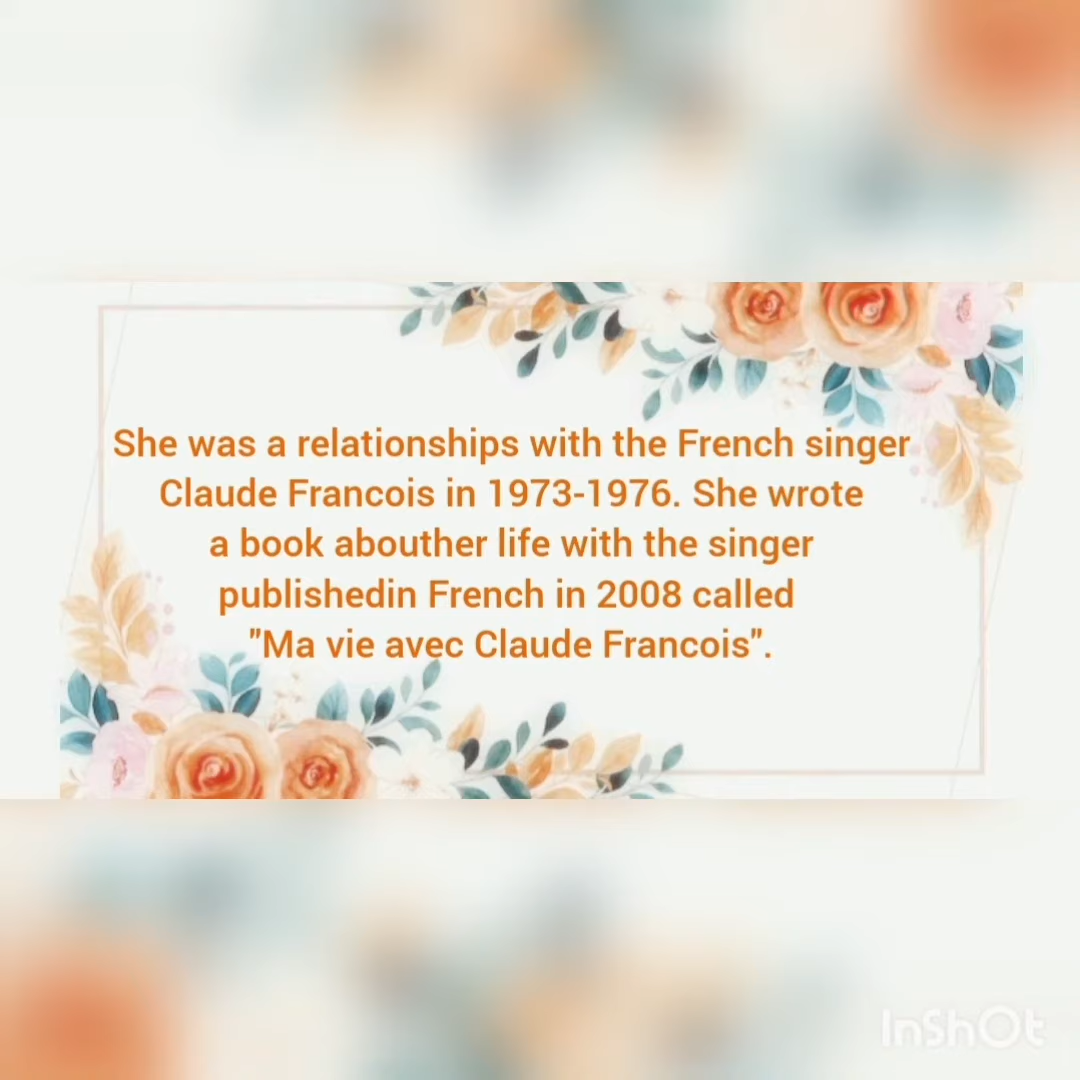 She was a relationships with the French singer
Claude Francois in 1973-1976. She wrote
a book abouther life with the singer
publishedin French in 2008 called
"Ma vie avec Claude Francois".
InShOt